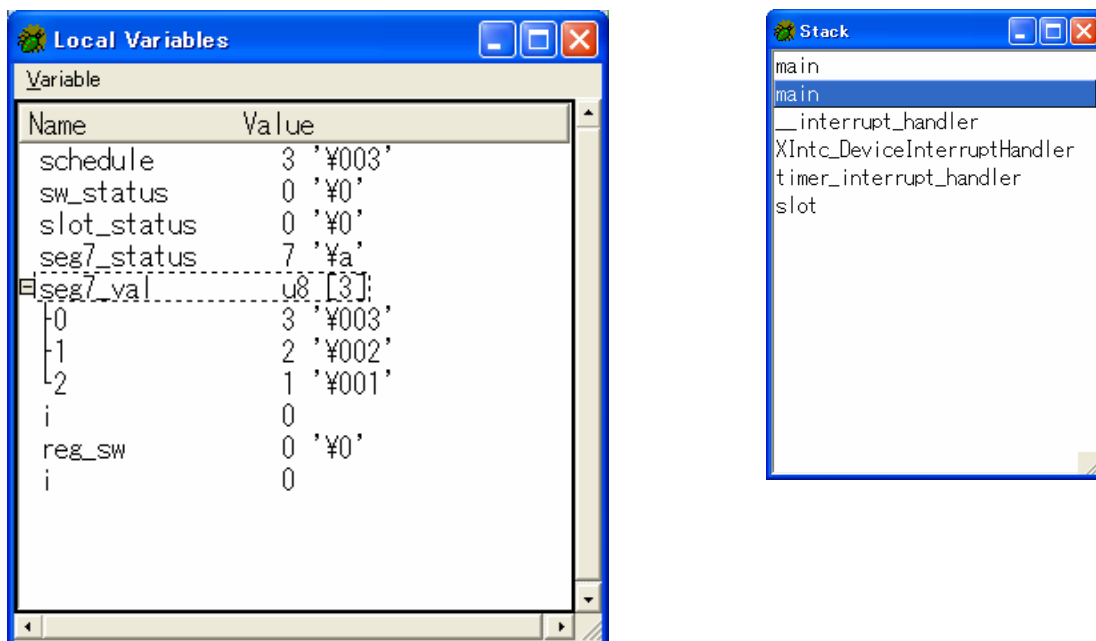 Local Variables
Variable
Name Value
schedule 3 '¥003'
sw_status 0 '¥0'
slot_status 0 '¥0'
seg7_status 7 '¥a'
seg7_val u8 [3]
0 3 '¥003'
1 2 '¥002'
2 1 '¥001'
i 0
reg_sw 0 '¥0'
i 0
Stack
main
main
__interrupt_handler
XIntc_DeviceInterruptHandler
timer_interrupt_handler
slot